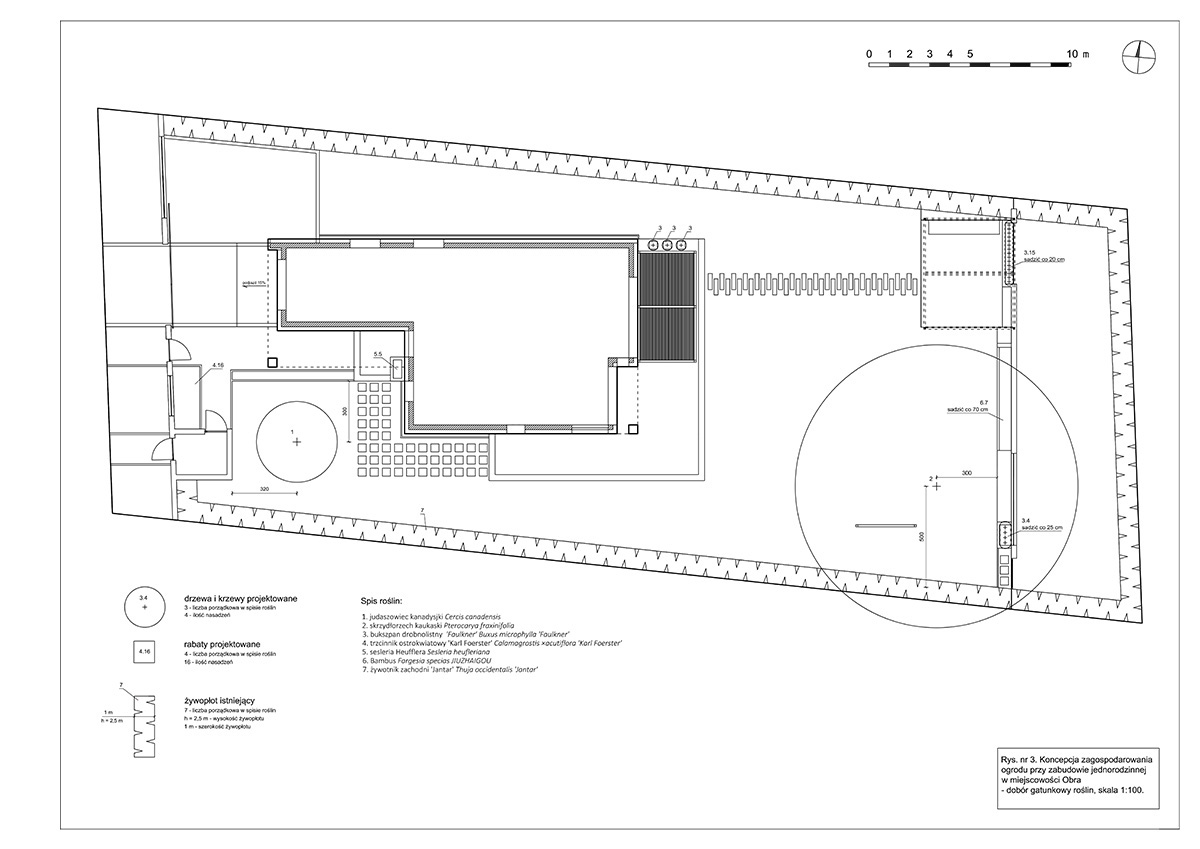 0 1 2 3 4 5 10 m
3 3 3
3.15
sadzić co 20 cm
podjazd 15%
5.5
4.16
300
1
320
6.7
sadzić co 70 cm
300
2
500
3.4
sadzić co 25 cm
7
3.4
drzewa i krzewy projektowane
3 - liczba porządkowa w spisie roślin
4 - ilość nasadzeń
4.16
rabaty projektowane
4 - liczba porządkowa w spisie roślin
16 - ilość nasadzeń
7
1 m
h = 2,5 m
żywopłot istniejący
7 - liczba porządkowa w spisie roślin
h = 2,5 m - wysokość żywopłotu
1 m - szerokość żywopłotu
Spis roślin:
1. judaszowiec kanadysjki Cercis canadensis
2. skrzydłorzech kaukaski Pterocarya fraxinifolia
3. bukszpan drobnolistny 'Faulkner' Buxus microphylla 'Faulkner'
4. trzcinnik ostrokwiatowy 'Karl Foerster' Calamagrostis ×acutiflora 'Karl Foerster'
5. sesleria Heufflera Sesleria heufleriana
6. Bambus Fargesia species JIUZHAIGOU
7. żywotnik zachodni 'Jantar' Thuja occidentalis 'Jantar'
Rys. nr 3. Koncepcja zagospodarowania
ogrodu przy zabudowie jednorodzinnej
w miejscowości Obra
- dobór gatunkowy roślin, skala 1:100.